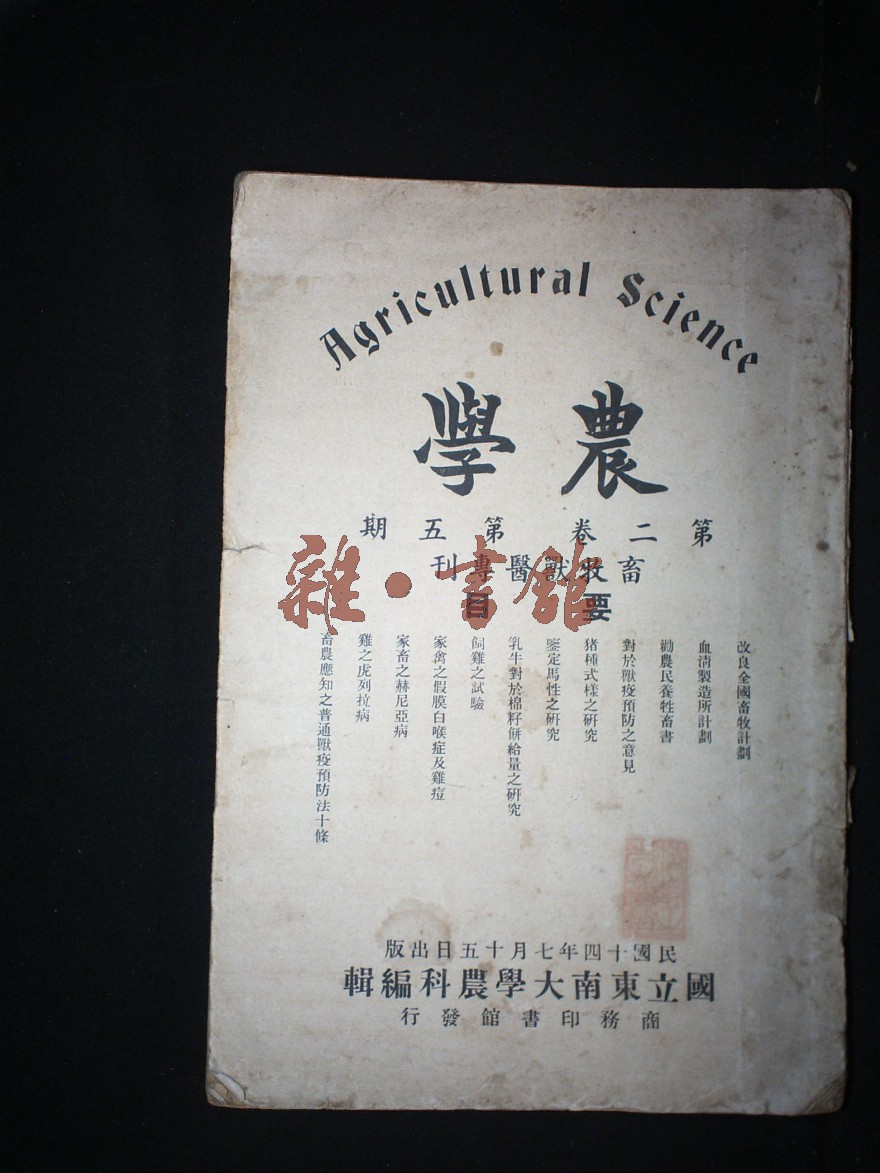 Agricultural Science
農學
第二卷 第五期
畜牧獸醫專刊
要目
改良全國畜牧計劃
血清製造所計劃
勸農民養牲畜書
對於獸疫預防之意見
猪種式樣之研究
鑒定馬性之研究
乳牛對於棉籽餅給量之研究
飼雞之試驗
家禽之假膜白喉症及雞痘
家畜之赫尼亞病
雞之虎列拉病
畜農應知之普通獸疫預防法十條
民國十四年七月十五日出版
國立東南大學農科編輯
商務印書館發行
雜·書館